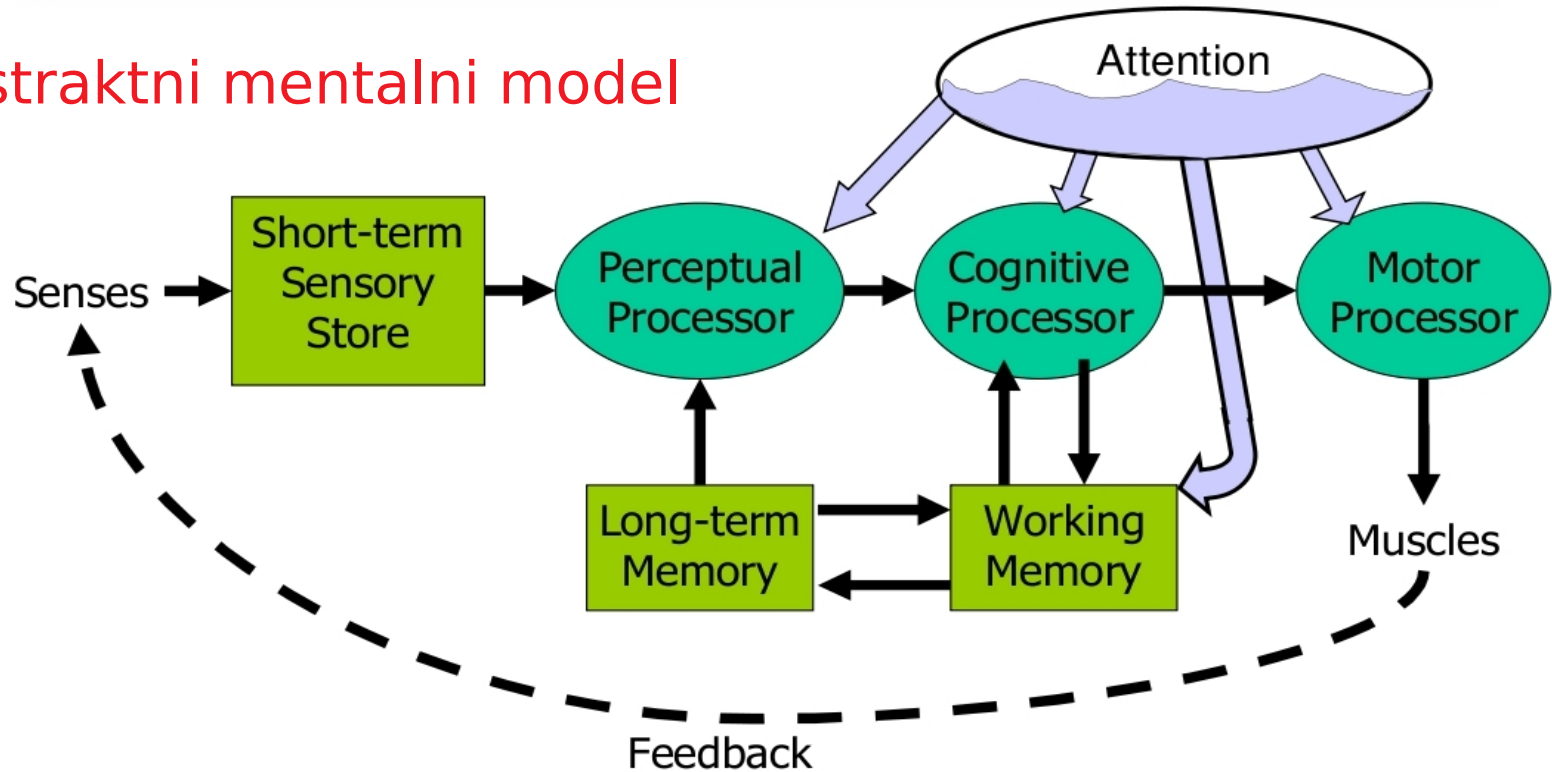 straktni mentalni model
Attention
Short-term
Sensory
Store
Senses
Perceptual
Processor
Cognitive
Processor
Motor
Processor
Long-term
Memory
Working
Memory
Muscles
Feedback